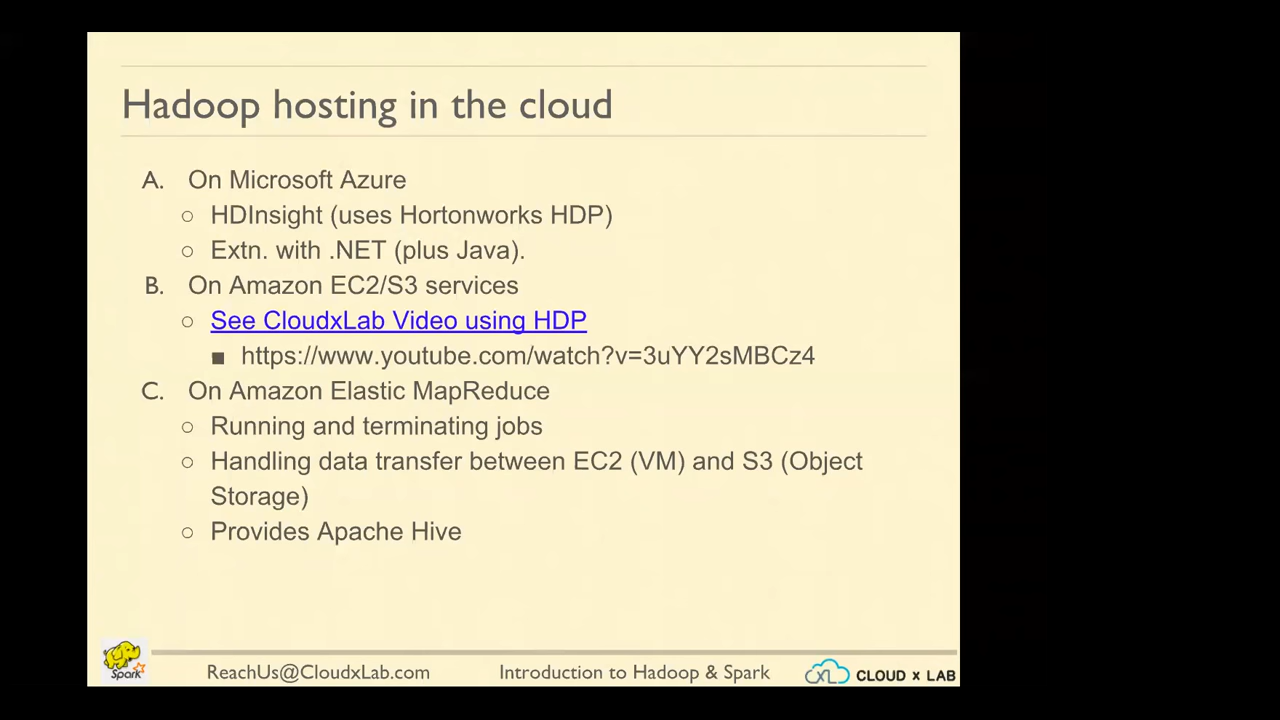 Hadoop hosting in the cloud
A. On Microsoft Azure
○ HDInsight (uses Hortonworks HDP)
○ Extn. with .NET (plus Java).
B. On Amazon EC2/S3 services
○ See CloudxLab Video using HDP
■ https://www.youtube.com/watch?v=3uYY2sMBCz4
C. On Amazon Elastic MapReduce
○ Running and terminating jobs
○ Handling data transfer between EC2 (VM) and S3 (Object
Storage)
○ Provides Apache Hive
Spark
ReachUs@CloudxLab.com
Introduction to Hadoop & Spark
XL CLOUD x LAB